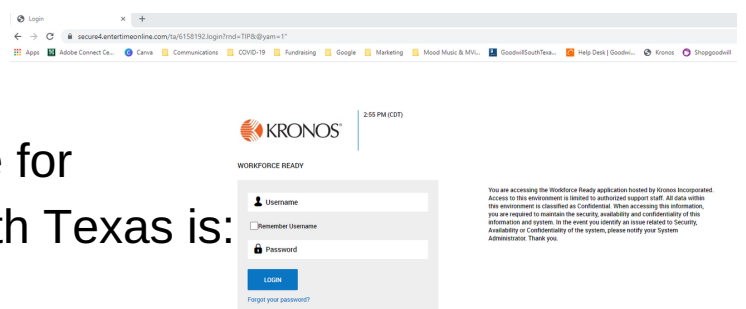 Login
secure4.entertimeonline.com/ta/6158192.login?rnd=TIP&@yam=1"
Apps Adobe Connect Ce... Canva Communications COVID-19 Fundraising Google Marketing Mood Music & MVi... GoodwillSouthTexa... Help Desk | Goodwi... Kronos Shopgoodwill
2:55 PM (CDT)
KRONOS®
for
WORKFORCE READY
Texas is:
Username
Remember Username
Password
LOGIN
Forgot your password?
You are accessing the Workforce Ready application hosted by Kronos Incorporated.
Access to this environment is limited to authorized support staff. All data within
this environment is classified as Confidential. When accessing this information,
you are required to maintain the security, availability and confidentiality of this
information and system. In the event you identify an issue related to Security,
Availability or Confidentiality of the system, please notify your System
Administrator. Thank you.